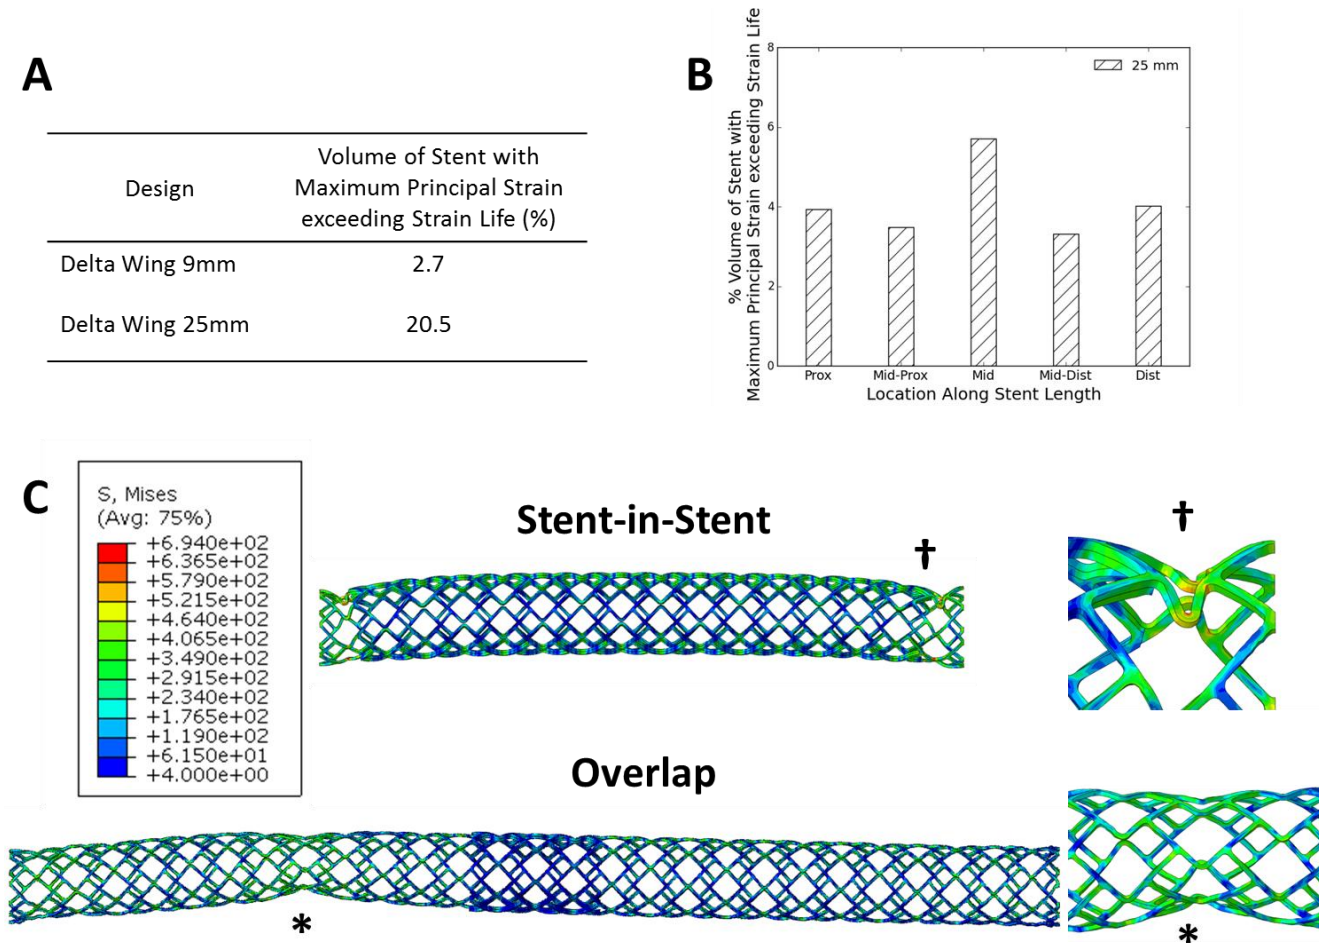 A
Design
Volume of Stent with
Maximum Principal Strain
exceeding Strain Life (%)
Delta Wing 9mm 2.7
Delta Wing 25mm 20.5
B
% Volume of Stent with
Maximum Principal Strain exceeding Strain Life
8
6
4
2
0
25 mm
Prox Mid-Prox Mid Mid-Dist Dist
Location Along Stent Length
C
S, Mises
(Avg: 75%)
+6.940e+02
+6.365e+02
+5.790e+02
+5.215e+02
+4.640e+02
+4.065e+02
+3.490e+02
+2.915e+02
+2.340e+02
+1.765e+02
+1.190e+02
+6.150e+01
+4.000e+00
Stent-in-Stent
†
†
Overlap
*
*